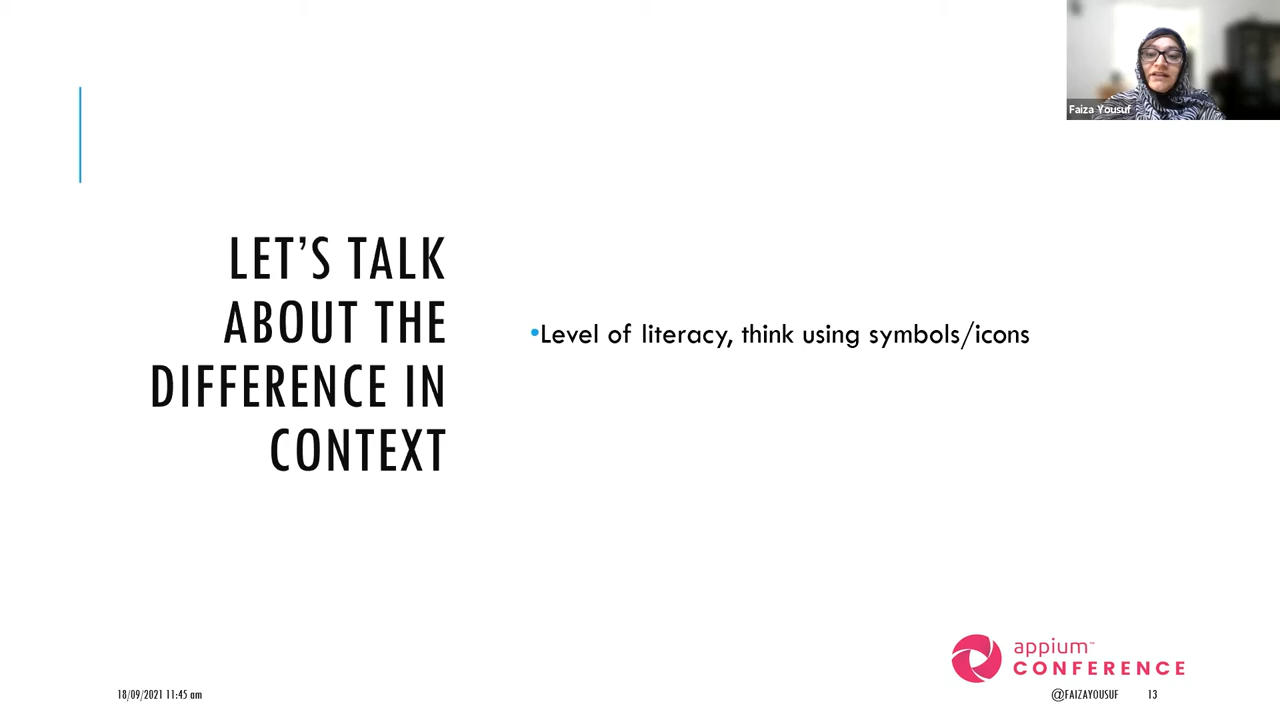 Faiza Yousuf
LET'S TALK
ABOUT THE
DIFFERENCE IN
CONTEXT
•Level of literacy, think using symbols/icons
appium™
CONFERENCE
18/09/2021 11:45 am
@FAIZAYOUSUF
13